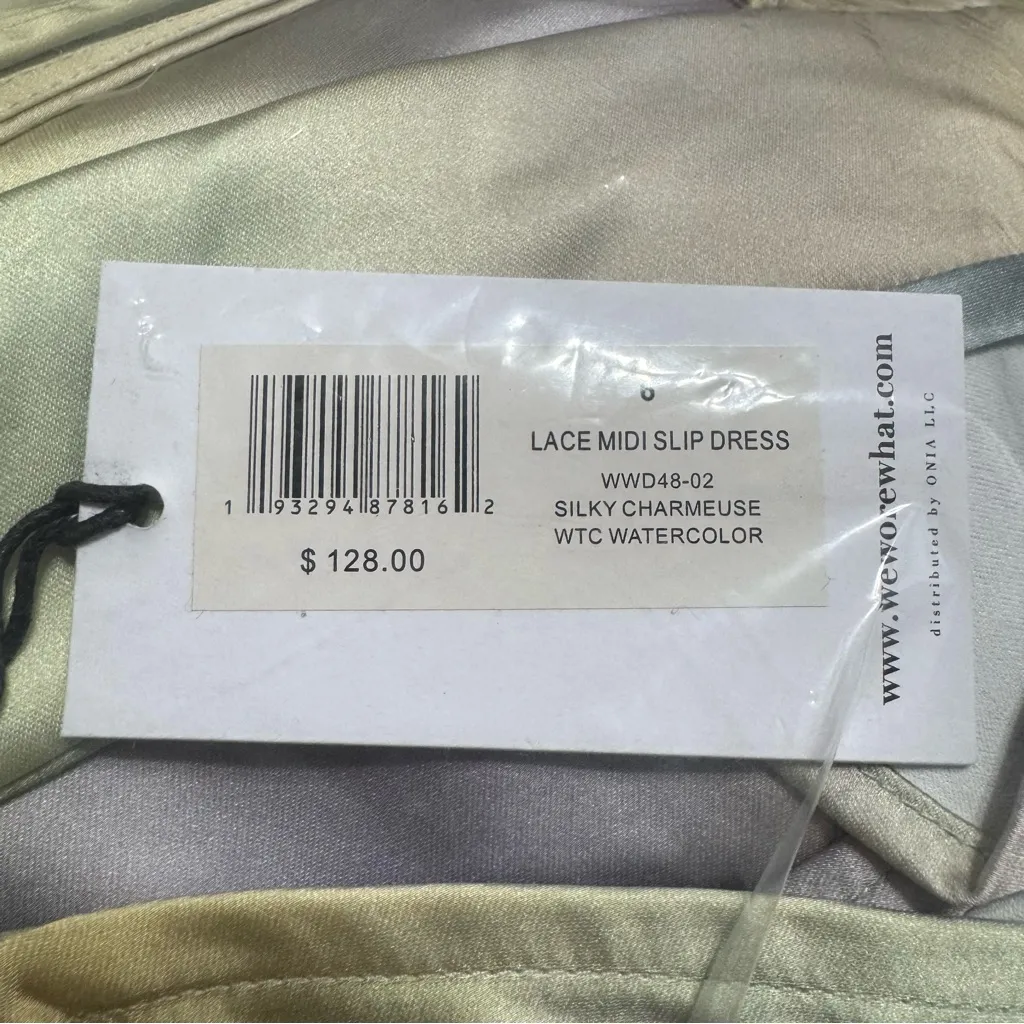 0
LACE MIDI SLIP DRESS
WWD48-02
SILKY CHARMEUSE
WTC WATERCOLOR
1 93294 87816 2
$ 128.00
www.weworewhat.com
distributed by ONIA LLC